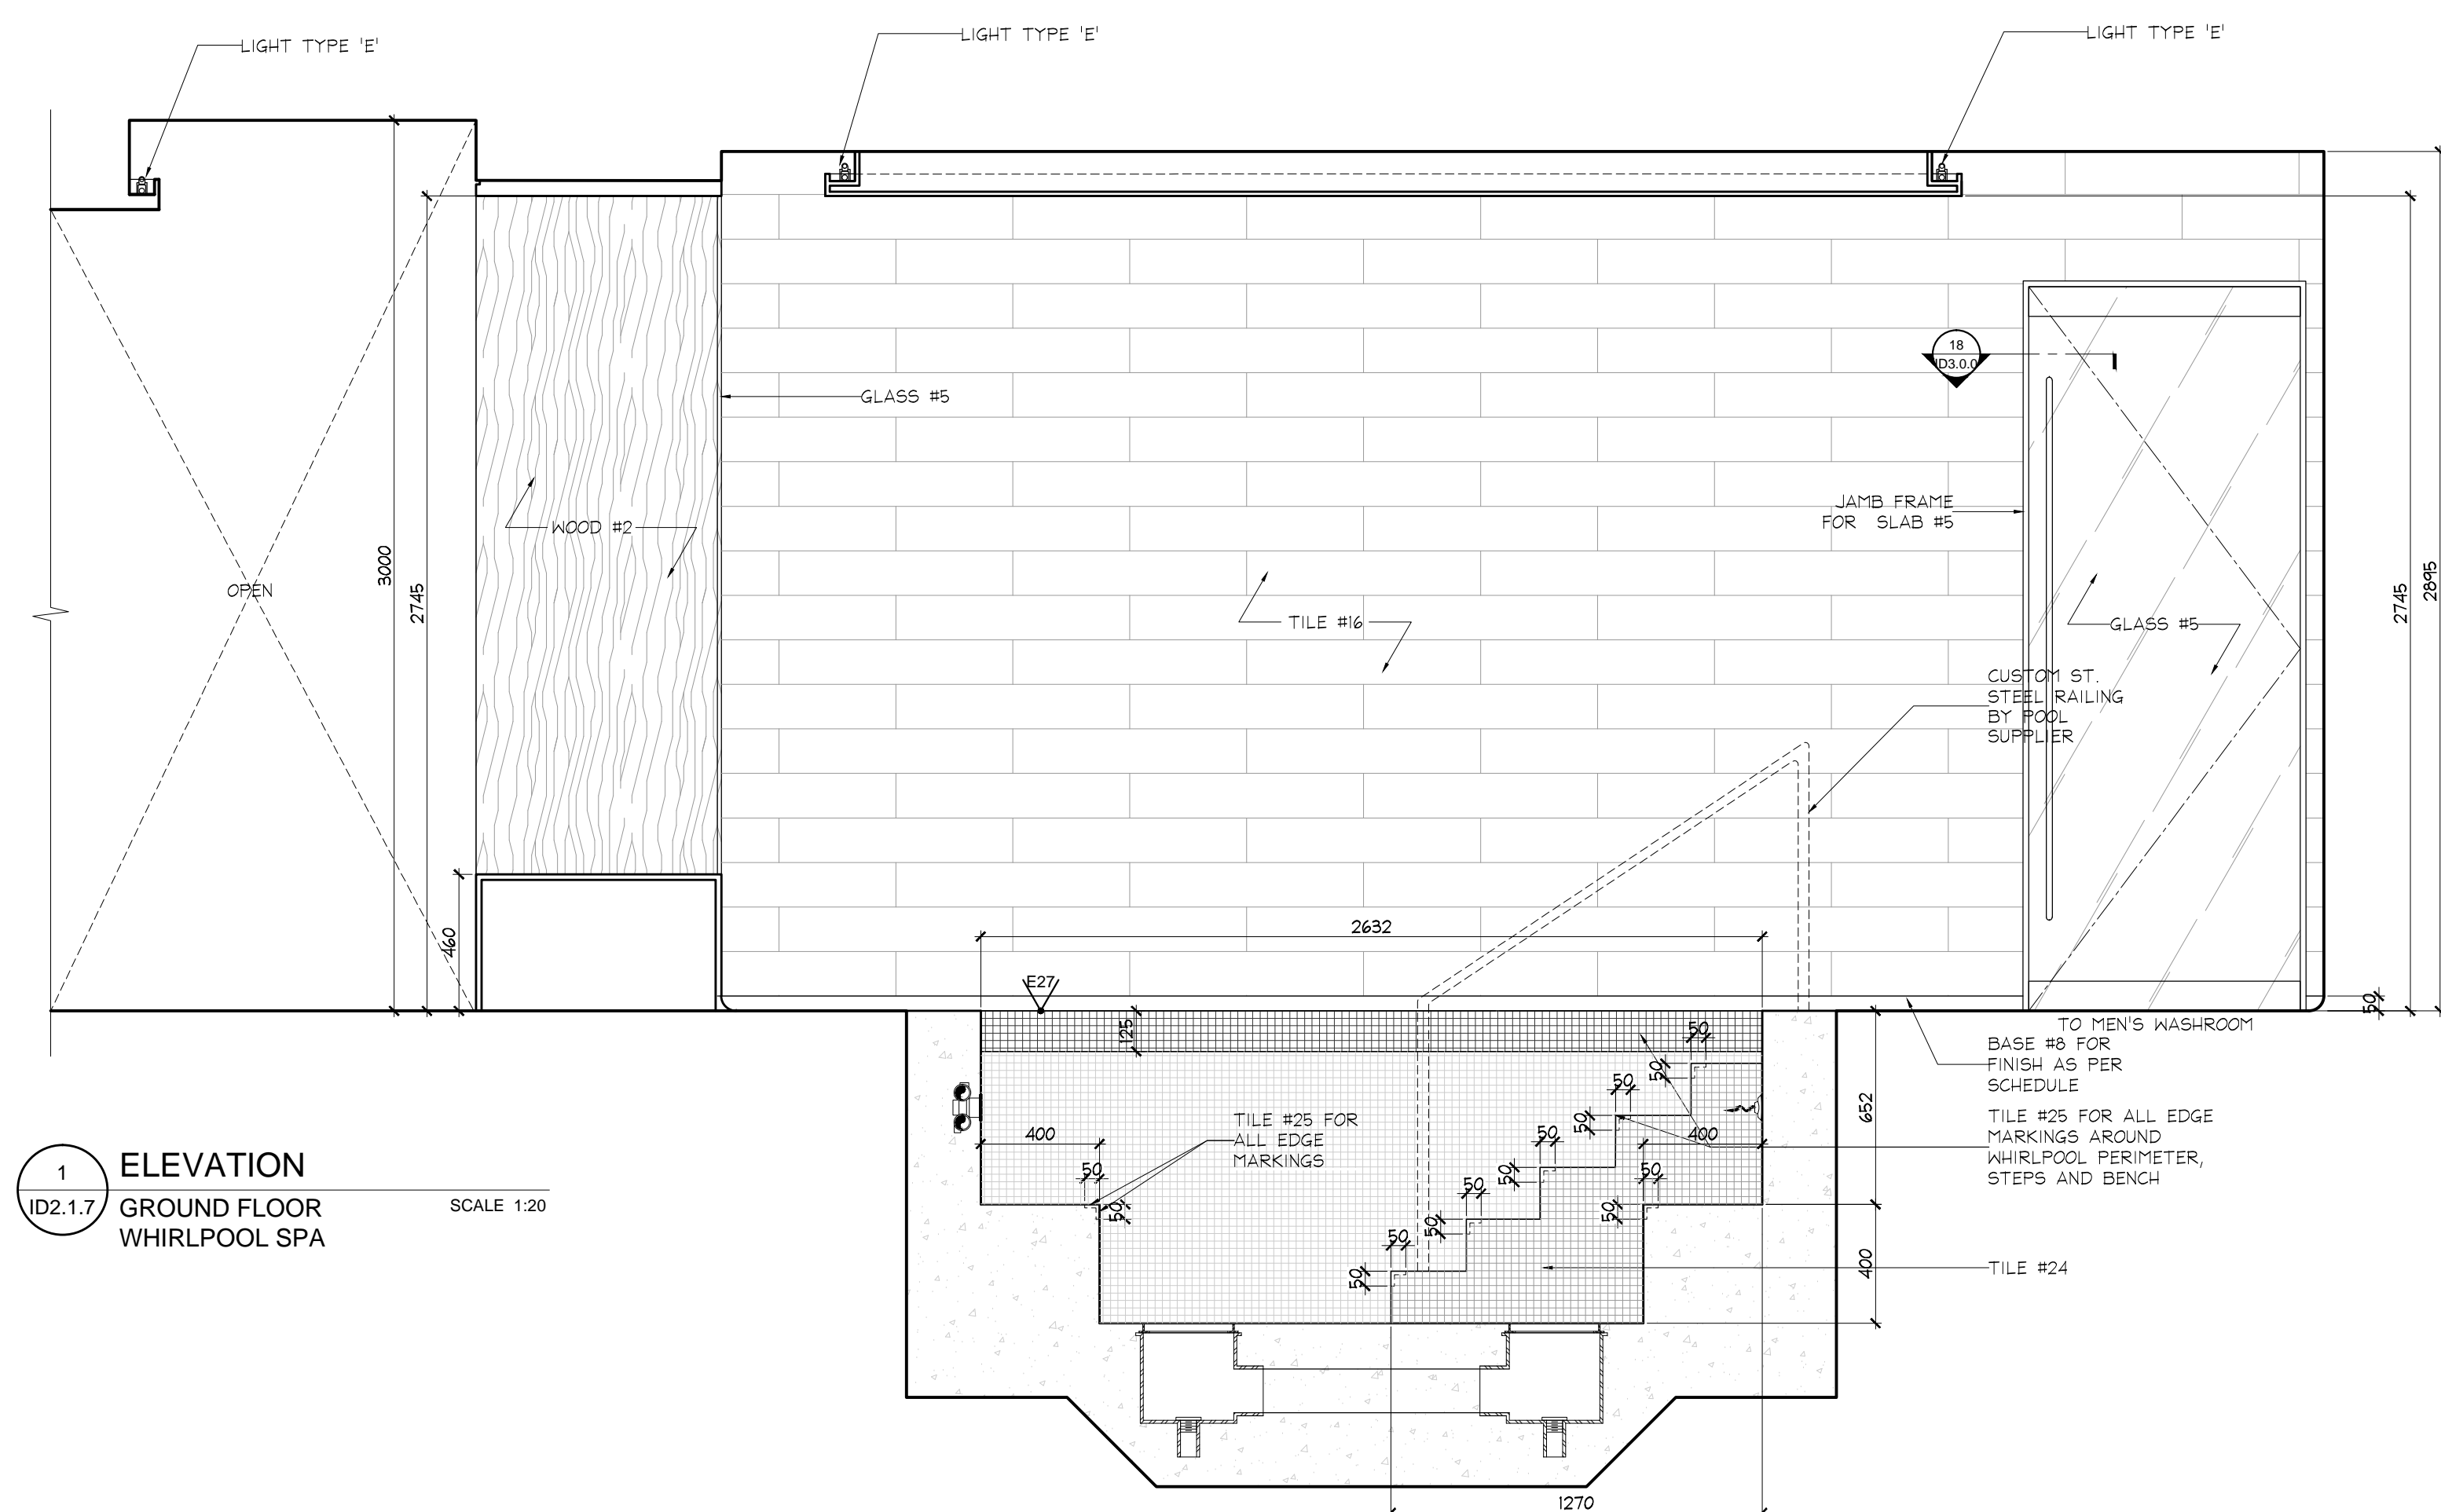 LIGHT TYPE 'E'
LIGHT TYPE 'E'
LIGHT TYPE 'E'
GLASS #5
18
ID3.0.0
JAMB FRAME
FOR SLAB #5
WOOD #2
OPEN
3000
2745
460
TILE #16
GLASS #5
2745
2895
CUSTOM ST.
STEEL RAILING
BY POOL
SUPPLIER
2632
E27
125
50
TO MEN'S WASHROOM
BASE #8 FOR
FINISH AS PER
SCHEDULE
TILE #25 FOR ALL EDGE
MARKINGS AROUND
WHIRLPOOL PERIMETER,
STEPS AND BENCH
TILE #24
652
400
TILE #25 FOR
ALL EDGE
MARKINGS
400
400
50
50
50
50
50
50
50
50
50
50
50
50
50
50
1270
1
ID2.1.7
ELEVATION
GROUND FLOOR
WHIRLPOOL SPA
SCALE 1:20